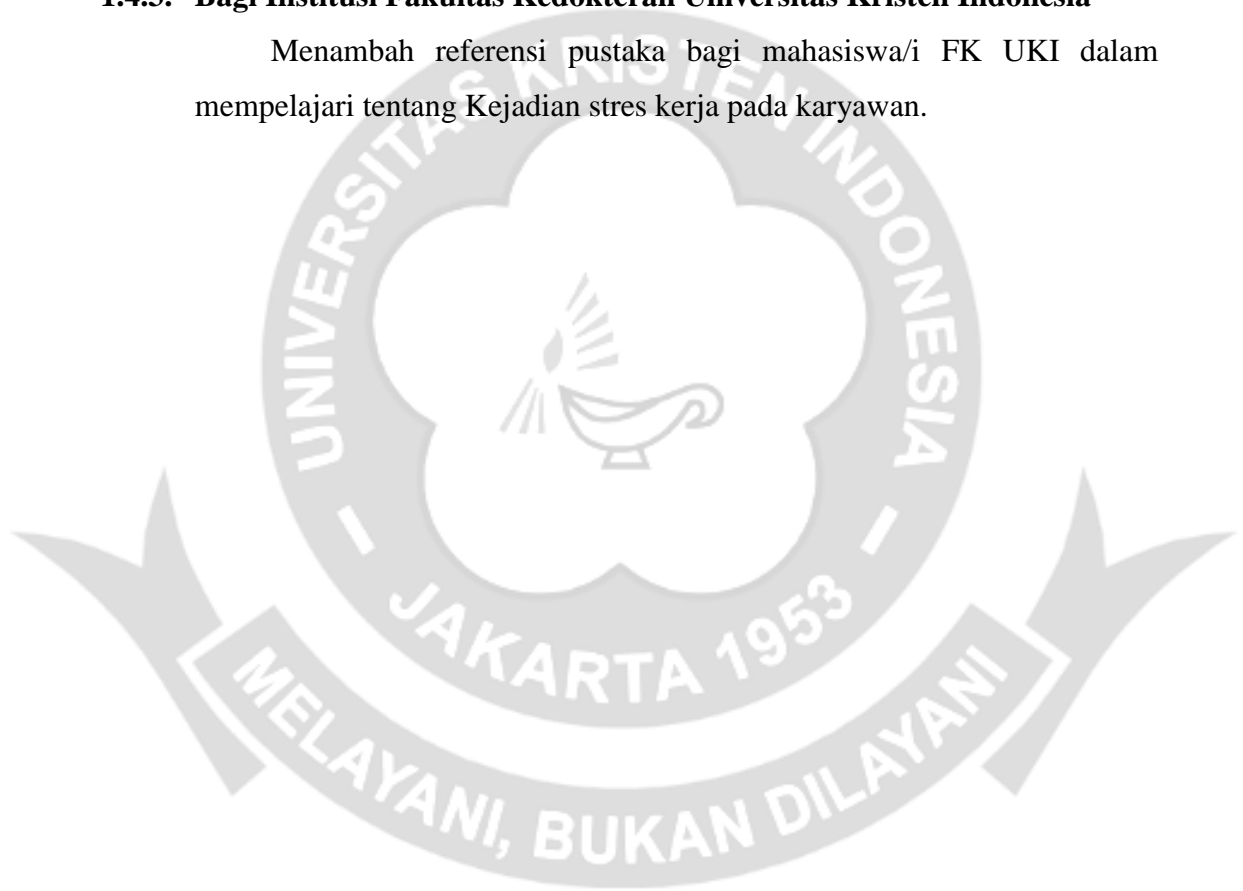 1.4.3. Bagi Institusi Fakultas Kedokteran Universitas Kristen Indonesia
Menambah referensi pustaka bagi mahasiswa/i FK UKI dalam
mempelajari tentang Kejadian stres kerja pada karyawan.
UNIVERSITAS KRISTEN INDONESIA
JAKARTA 1953
MELAYANI, BUKAN DILAYANI